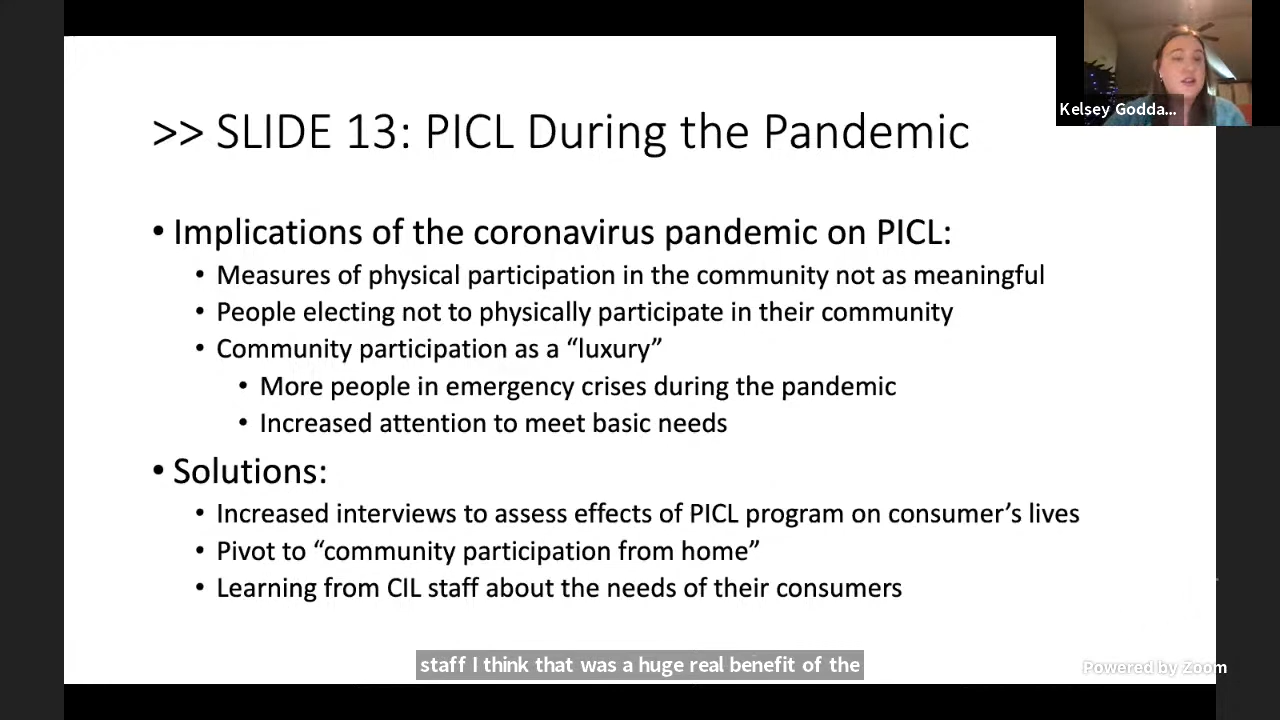 Kelsey Godda...
>> SLIDE 13: PICL During the Pandemic
• Implications of the coronavirus pandemic on PICL:
• Measures of physical participation in the community not as meaningful
• People electing not to physically participate in their community
• Community participation as a “luxury”
• More people in emergency crises during the pandemic
• Increased attention to meet basic needs
• Solutions:
• Increased interviews to assess effects of PICL program on consumer’s lives
• Pivot to “community participation from home”
• Learning from CIL staff about the needs of their consumers
staff I think that was a huge real benefit of the
Powered by Zoom